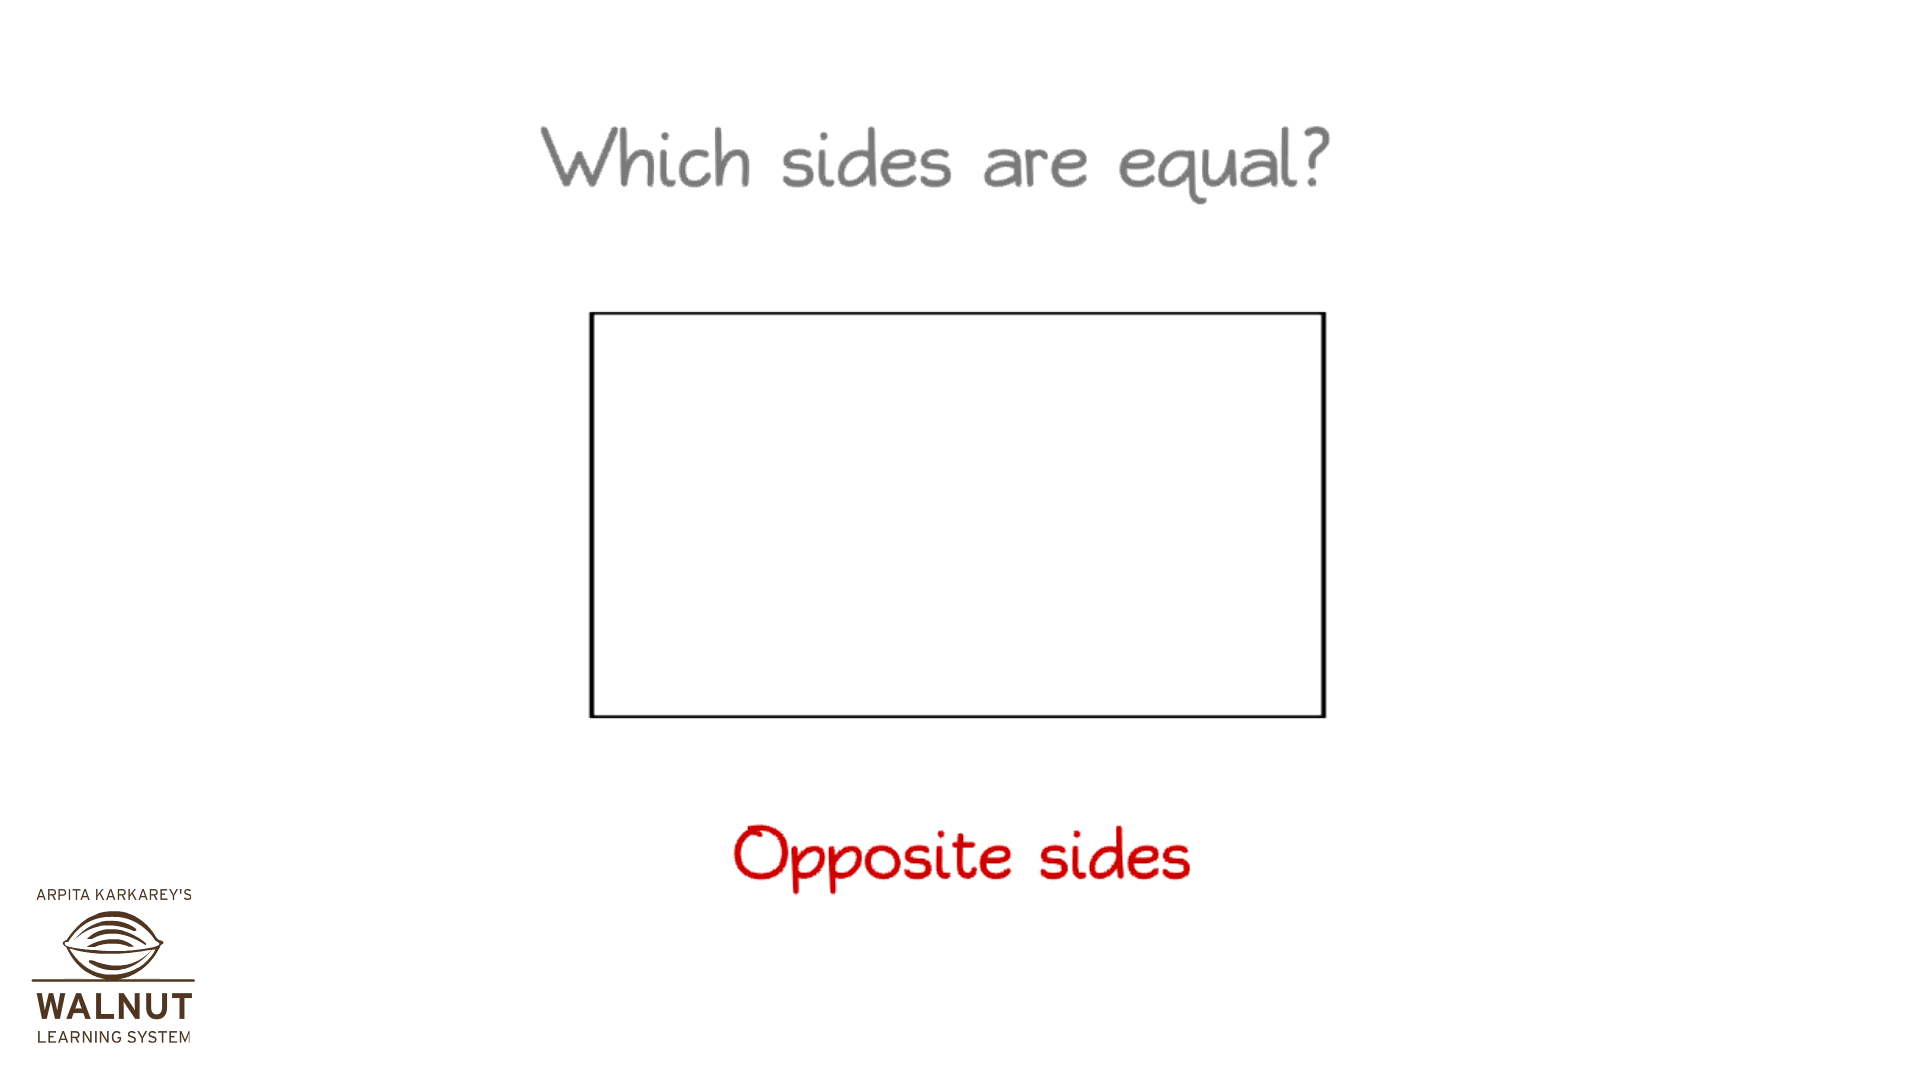 Which sides are equal?
Opposite sides
ARPITA KARKAREY'S
WALNUT
LEARNING SYSTEM